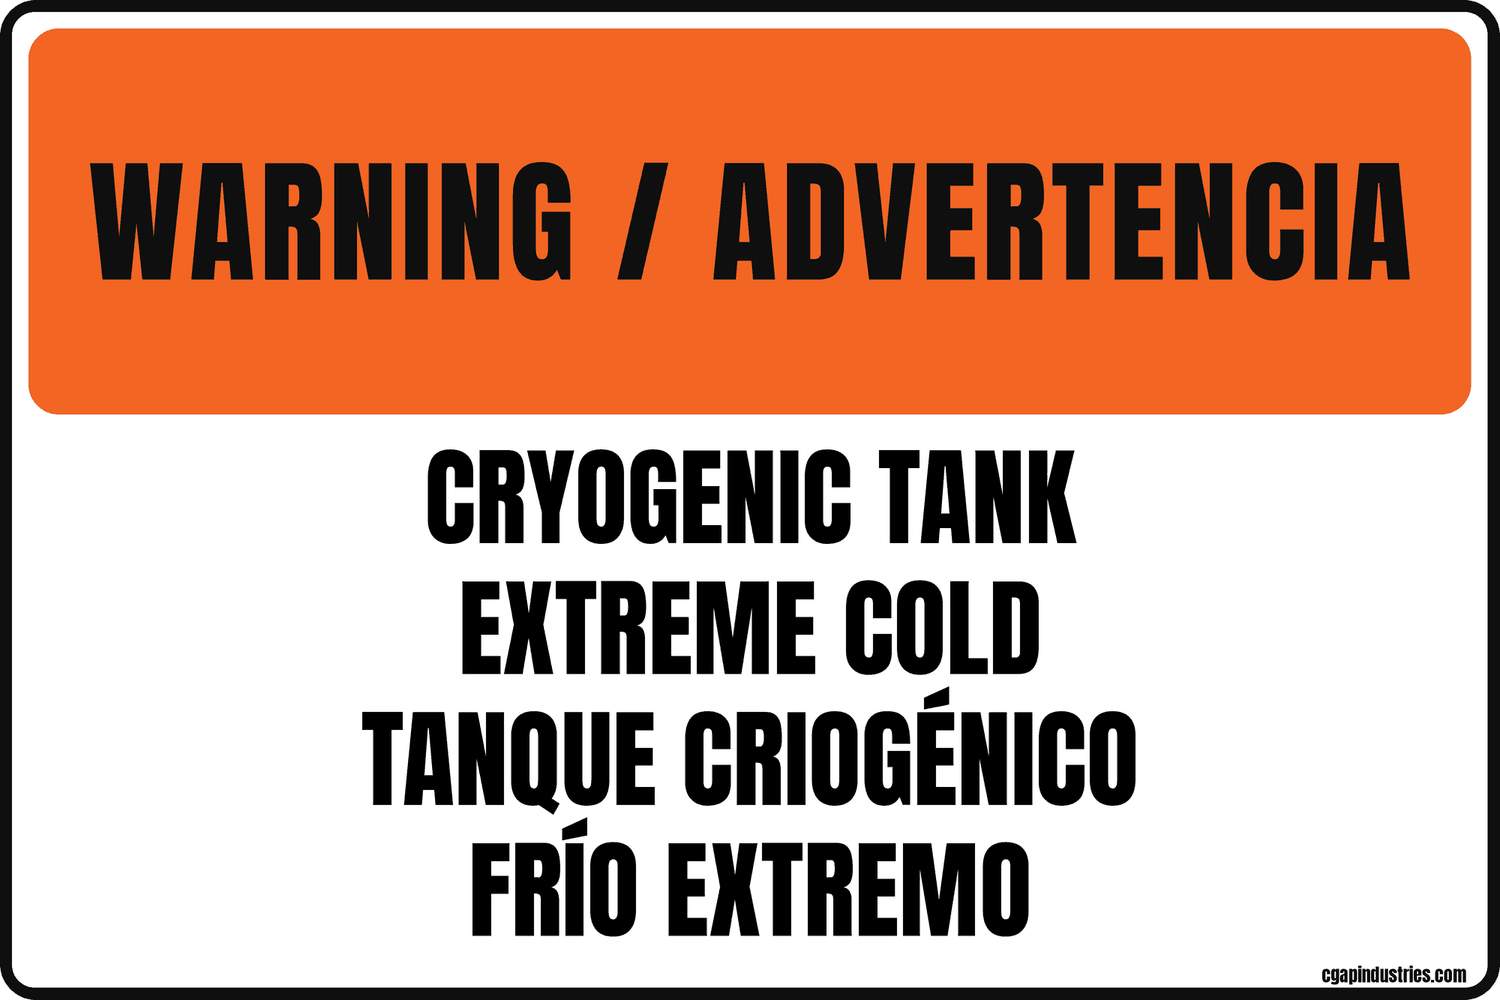 WARNING / ADVERTENCIA
CRYOGENIC TANK
EXTREME COLD
TANQUE CRIOGÉNICO
FRÍO EXTREMO
cgapindustries.com